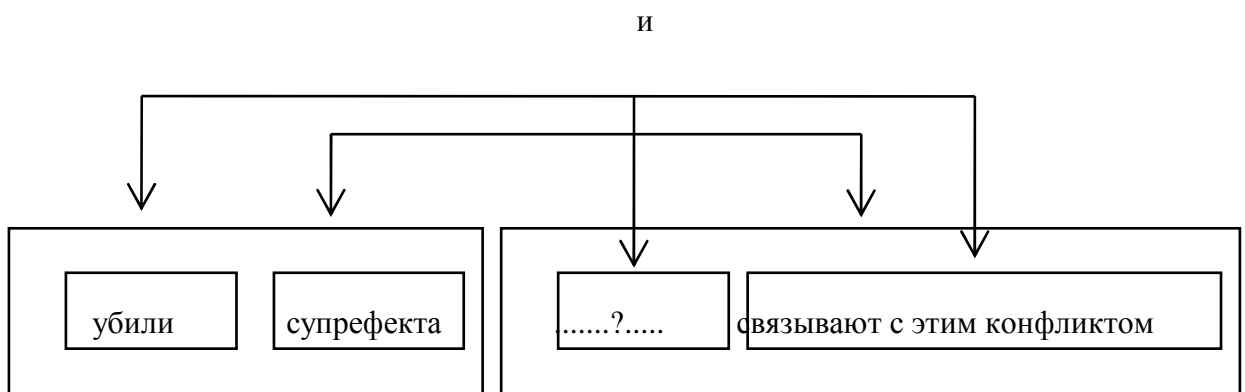 и
убили супрефекта .......?..... связывают с этим конфликтом